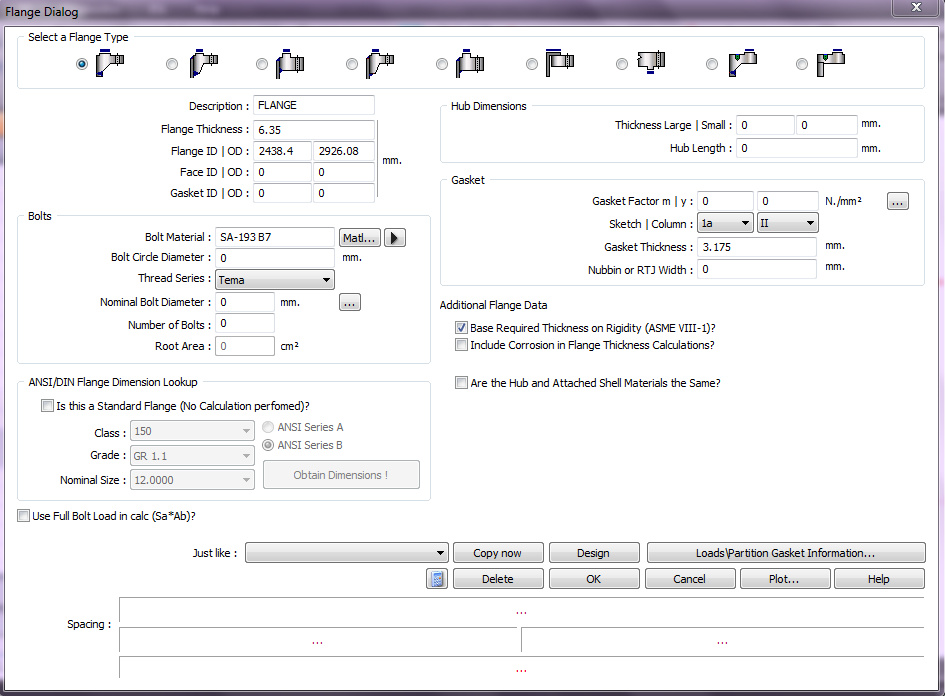 Flange Dialog
Select a Flange Type
Description : FLANGE
Flange Thickness : 6.35
Flange ID | OD : 2438.4 2926.08
mm.
Face ID | OD : 0 0
Gasket ID | OD : 0 0
Hub Dimensions
Thickness Large | Small : 0 0 mm.
Hub Length : 0 mm.
Bolts
Bolt Material : SA-193 B7 Matl...
Bolt Circle Diameter : 0 mm.
Thread Series : Tema
Nominal Bolt Diameter : 0 mm. ...
Number of Bolts : 0
Root Area : 0 cm²
Gasket
Gasket Factor m | y : 0 0 N./mm² ...
Sketch | Column : 1a II
Gasket Thickness : 3.175 mm.
Nubbin or RTJ Width : 0 mm.
Additional Flange Data
Base Required Thickness on Rigidity (ASME VIII-1)?
Include Corrosion in Flange Thickness Calculations?
Are the Hub and Attached Shell Materials the Same?
ANSI/DIN Flange Dimension Lookup
Is this a Standard Flange (No Calculation perfomed)?
Class : 150 ANSI Series A
Grade : GR 1.1 ANSI Series B
Nominal Size : 12.0000 Obtain Dimensions !
Use Full Bolt Load in calc (Sa*Ab)?
Just like : Copy now Design Loads\Partition Gasket Information...
Delete OK Cancel Plot... Help
...
Spacing :
... ...
...